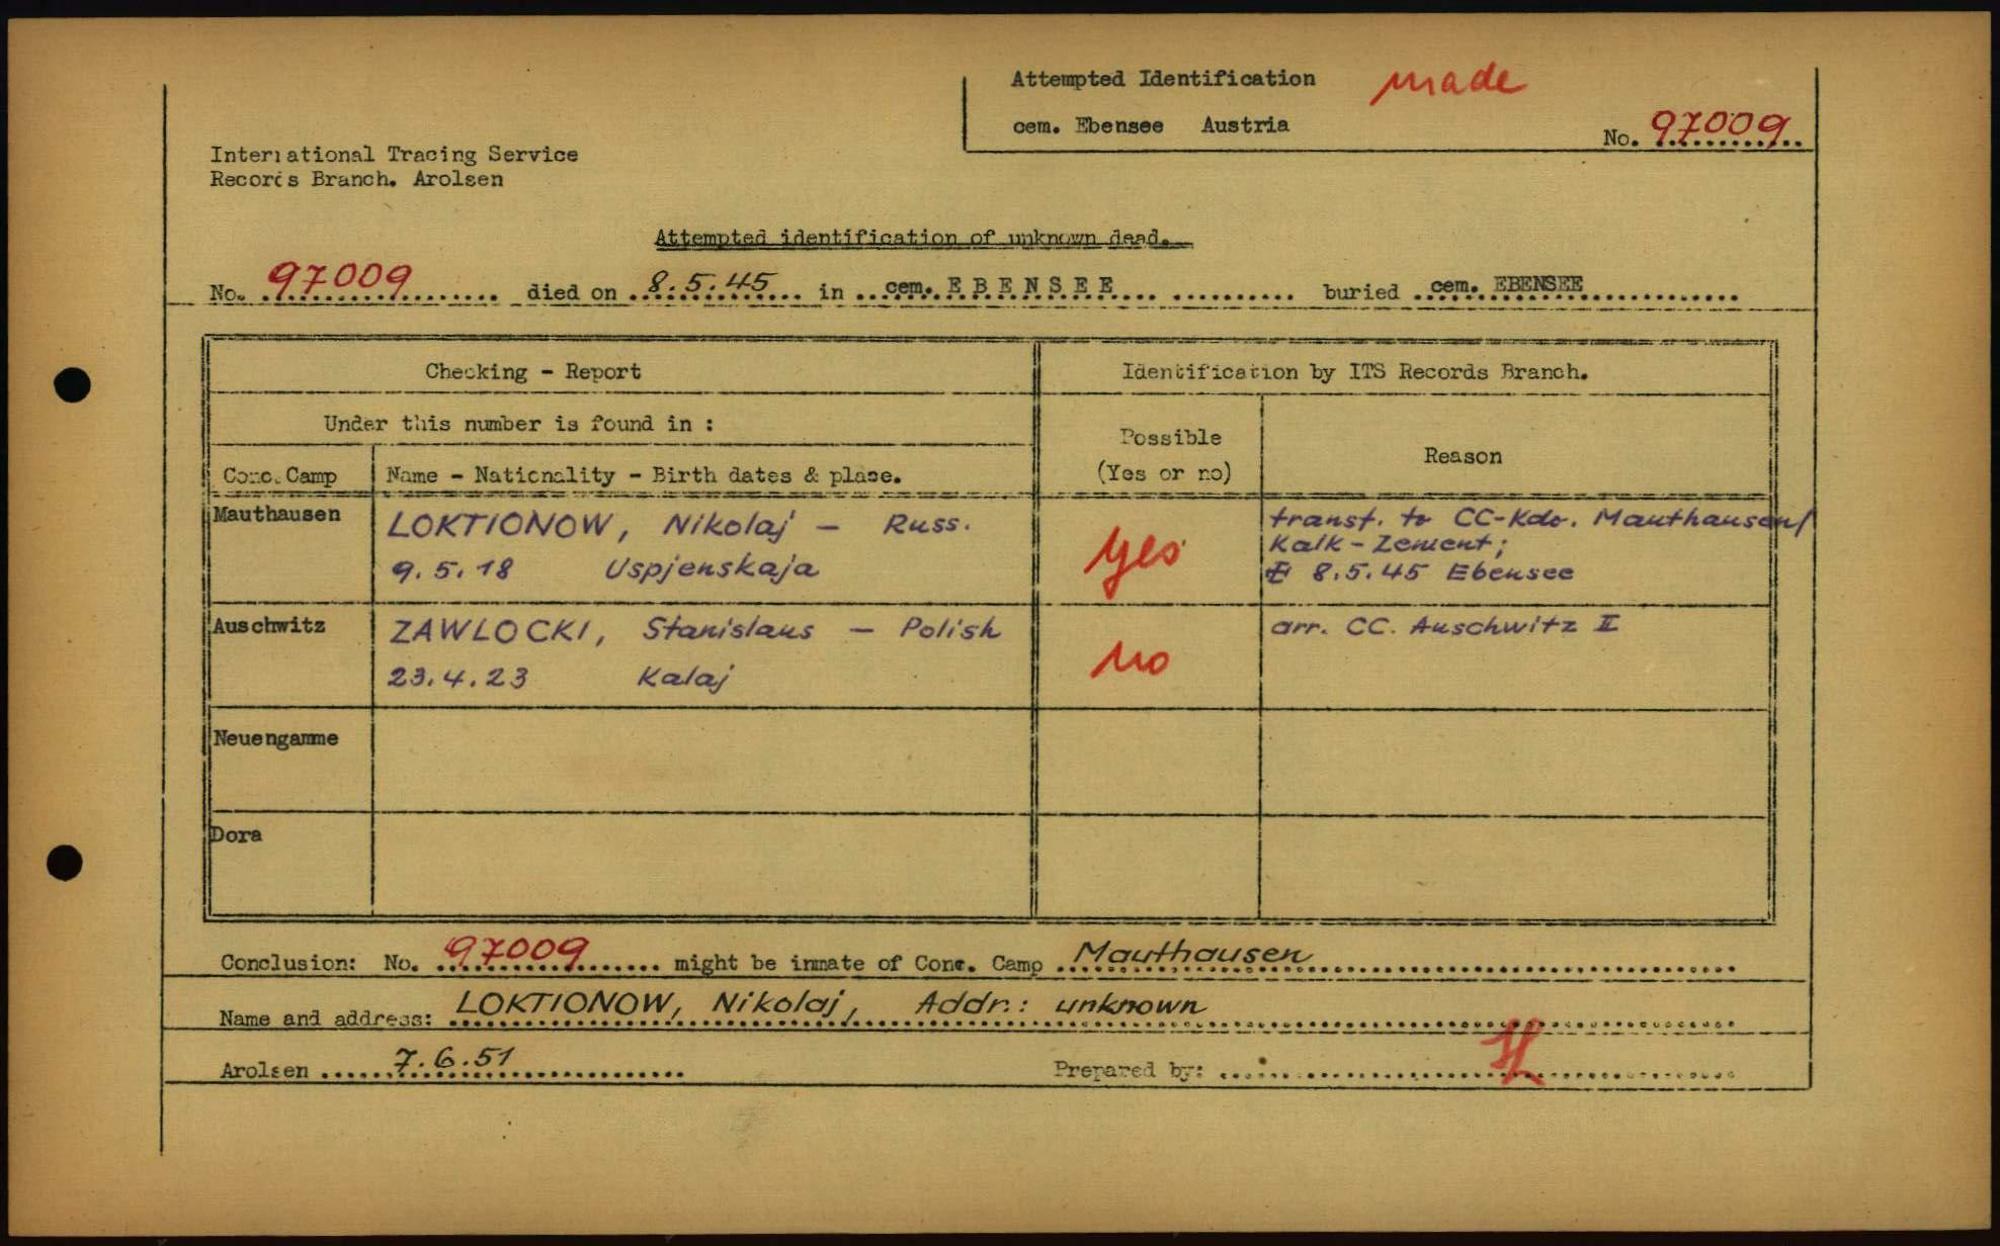 Attempted Identification made
cem. Ebensee Austria
No. 97009
International Tracing Service
Records Branch. Arolsen
Attempted identification of unknown dead.
No. 97009 died on 8.5.45 in cem. EBENSEE buried cem. EBENSEE
Checking - Report
Identification by ITS Records Branch.
Under this number is found in :
Possible
(Yes or no)
Reason
Conc. Camp
Name - Nationality - Birth dates & place.
Mauthausen
LOKTIONOW, Nikolaj - Russ.
9.5.18 Uspjenskaja
yes
transf. to CC-Kdo. Mauthausen/
Kalk-Zement;
8.5.45 Ebensee
Auschwitz
ZAWLOCKI, Stanislaus - Polish
23.4.23 Kalaj
no
arr. CC. Auschwitz II
Neuengamme
Dora
Conclusion: No. 97009 might be inmate of Conc. Camp Mauthausen
Name and address: LOKTIONOW, Nikolaj, Addr.: unknown
Arolsen 7.6.51
Prepared by: